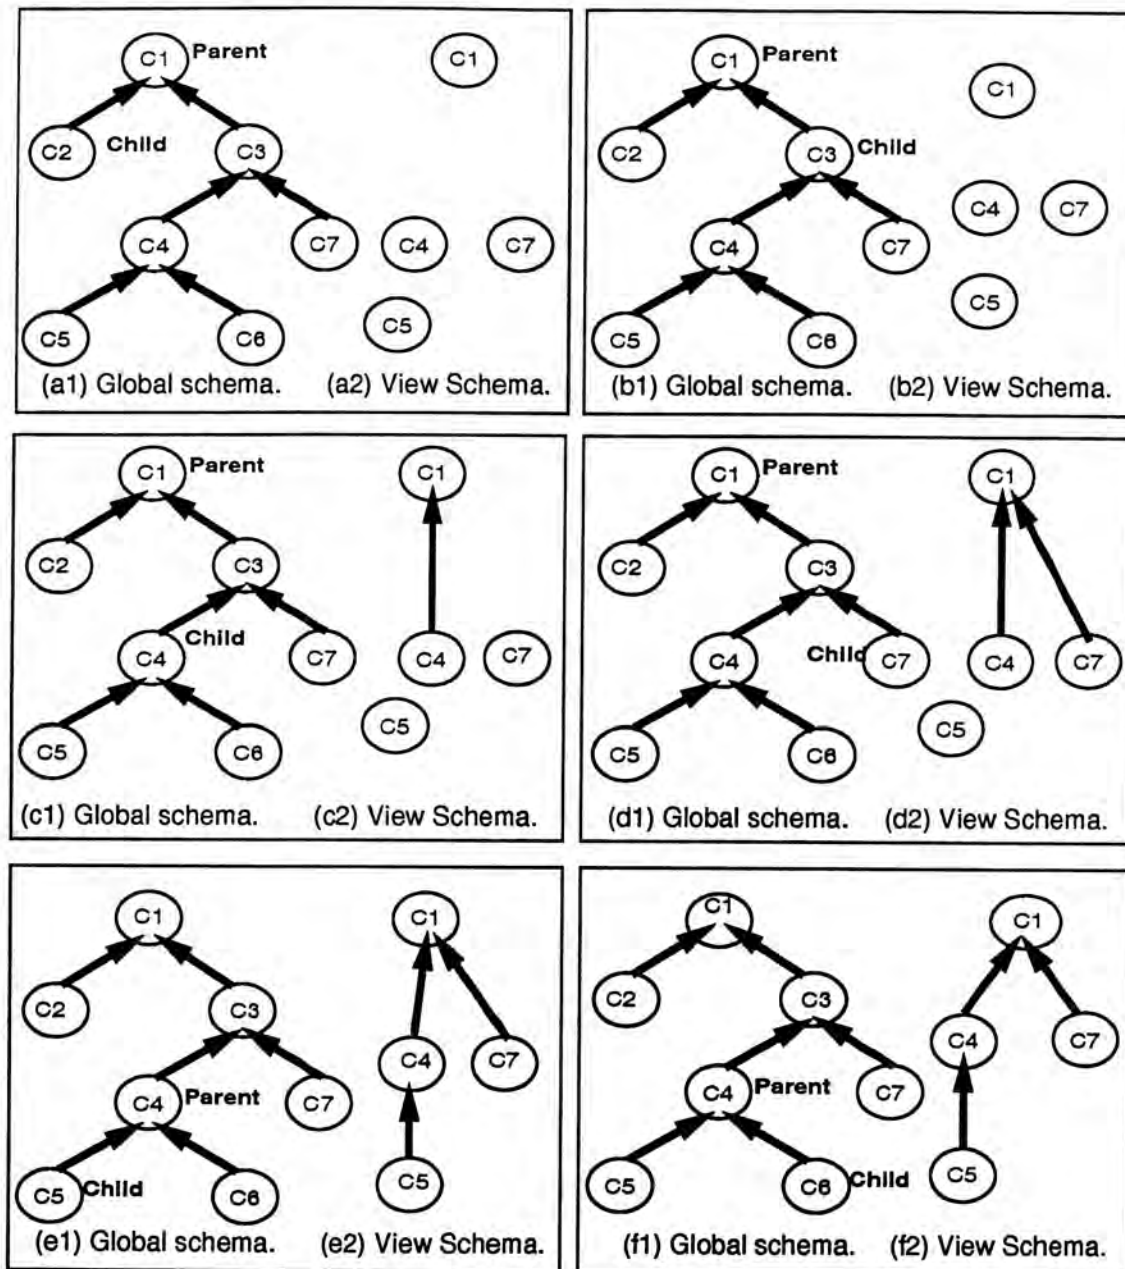 C1 Parent C1
C2 Child C3
C4 C7 C4 C7
C5 C6 C5
(a1) Global schema. (a2) View Schema.
C1 Parent C1
C2 C3 Child
C4 C7 C4 C7
C5 C6 C5
(b1) Global schema. (b2) View Schema.
C1 Parent C1
C2 C3
Child
C4 C7 C4 C7
C5 C6 C5
(c1) Global schema. (c2) View Schema.
C1 Parent C1
C2 C3
C4 Child C7 C4 C7
C5 C6 C5
(d1) Global schema. (d2) View Schema.
C1 C1
C2 C3
C4 Parent C7 C4 C7
C5 Child C6 C5
(e1) Global schema. (e2) View Schema.
C1 C1
C2 C3 C4 C7
C4 Parent C7
C5 C6 Child C5
(f1) Global schema. (f2) View Schema.